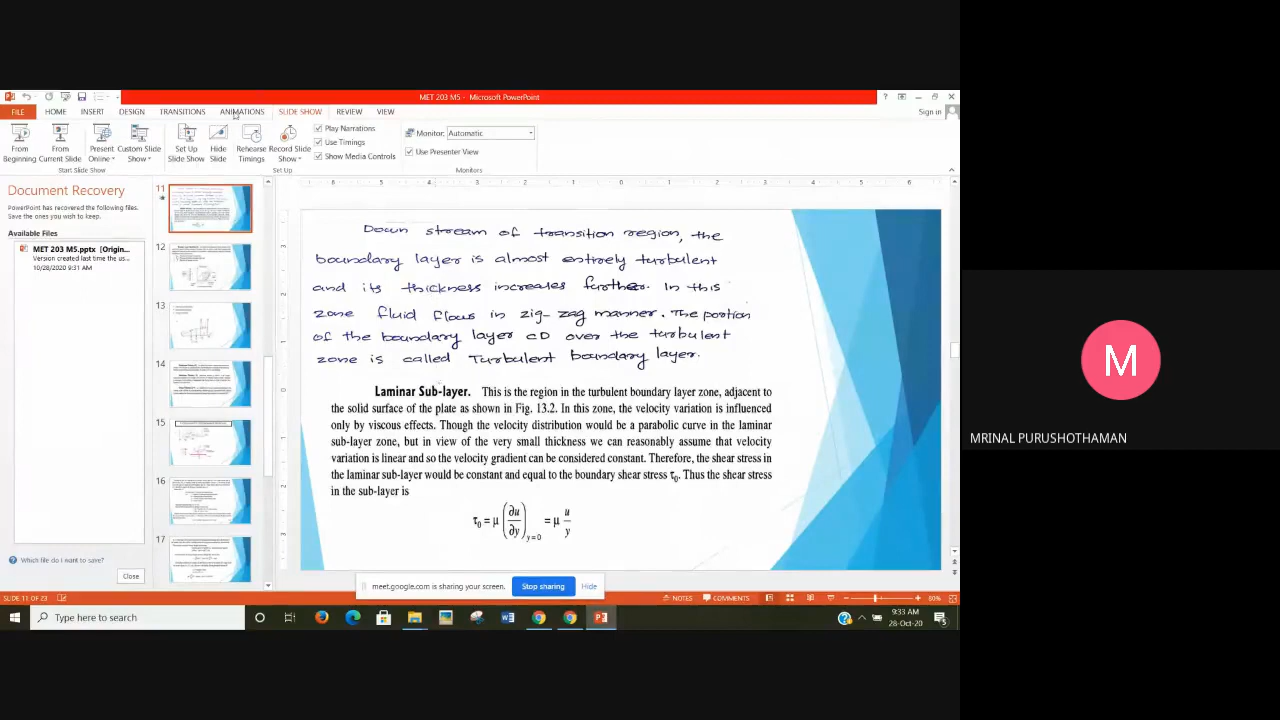 MET 203 M5 - Microsoft PowerPoint
FILE HOME INSERT DESIGN TRANSITIONS ANIMATIONS SLIDE SHOW REVIEW VIEW Sign in
From Beginning
From Current Slide
Present Online
Custom Slide Show
Set Up Slide Show
Hide Slide
Rehearse Timings
Record Slide Show
Play Narrations
Use Timings
Show Media Controls
Monitor: Automatic
Use Presenter View
Start Slide Show Set Up Monitors
Document Recovery
PowerPoint has recovered the following files.
Save the ones you wish to keep.
Available Files
MET 203 M5.pptx [Origin...
Version created last time the us...
10/28/2020 9:31 AM
Which file do I want to save?
Close
11
12
13
14
15
16
17
Down stream of transition region, the
boundary layer is almost entirely turbulent
and its thickness increases further. In this
zone fluid flows in zig-zag manner. The portion
of the boundary layer CD over the turbulent
zone is called Turbulent boundary layer.
Laminar Sub-layer. This is the region in the turbulent boundary layer zone, adjacent to
the solid surface of the plate as shown in Fig. 13.2. In this zone, the velocity variation is influenced
only by viscous effects. Though the velocity distribution would be a parabolic curve in the laminar
sub-layer zone, but in view of the very small thickness we can reasonably assume that velocity
variation is linear and so the velocity gradient can be considered constant. Therefore, the shear stress in
the laminar sub-layer would be constant and equal to the boundary shear stress τ₀. Thus the shear stress
in the sub-layer is
τ₀ = μ (∂u/∂y) y=0 = μ u/y
meet.google.com is sharing your screen. Stop sharing Hide
SLIDE 11 OF 23 NOTES COMMENTS 80%
Type here to search
9:33 AM
28-Oct-20
5
M
MRINAL PURUSHOTHAMAN